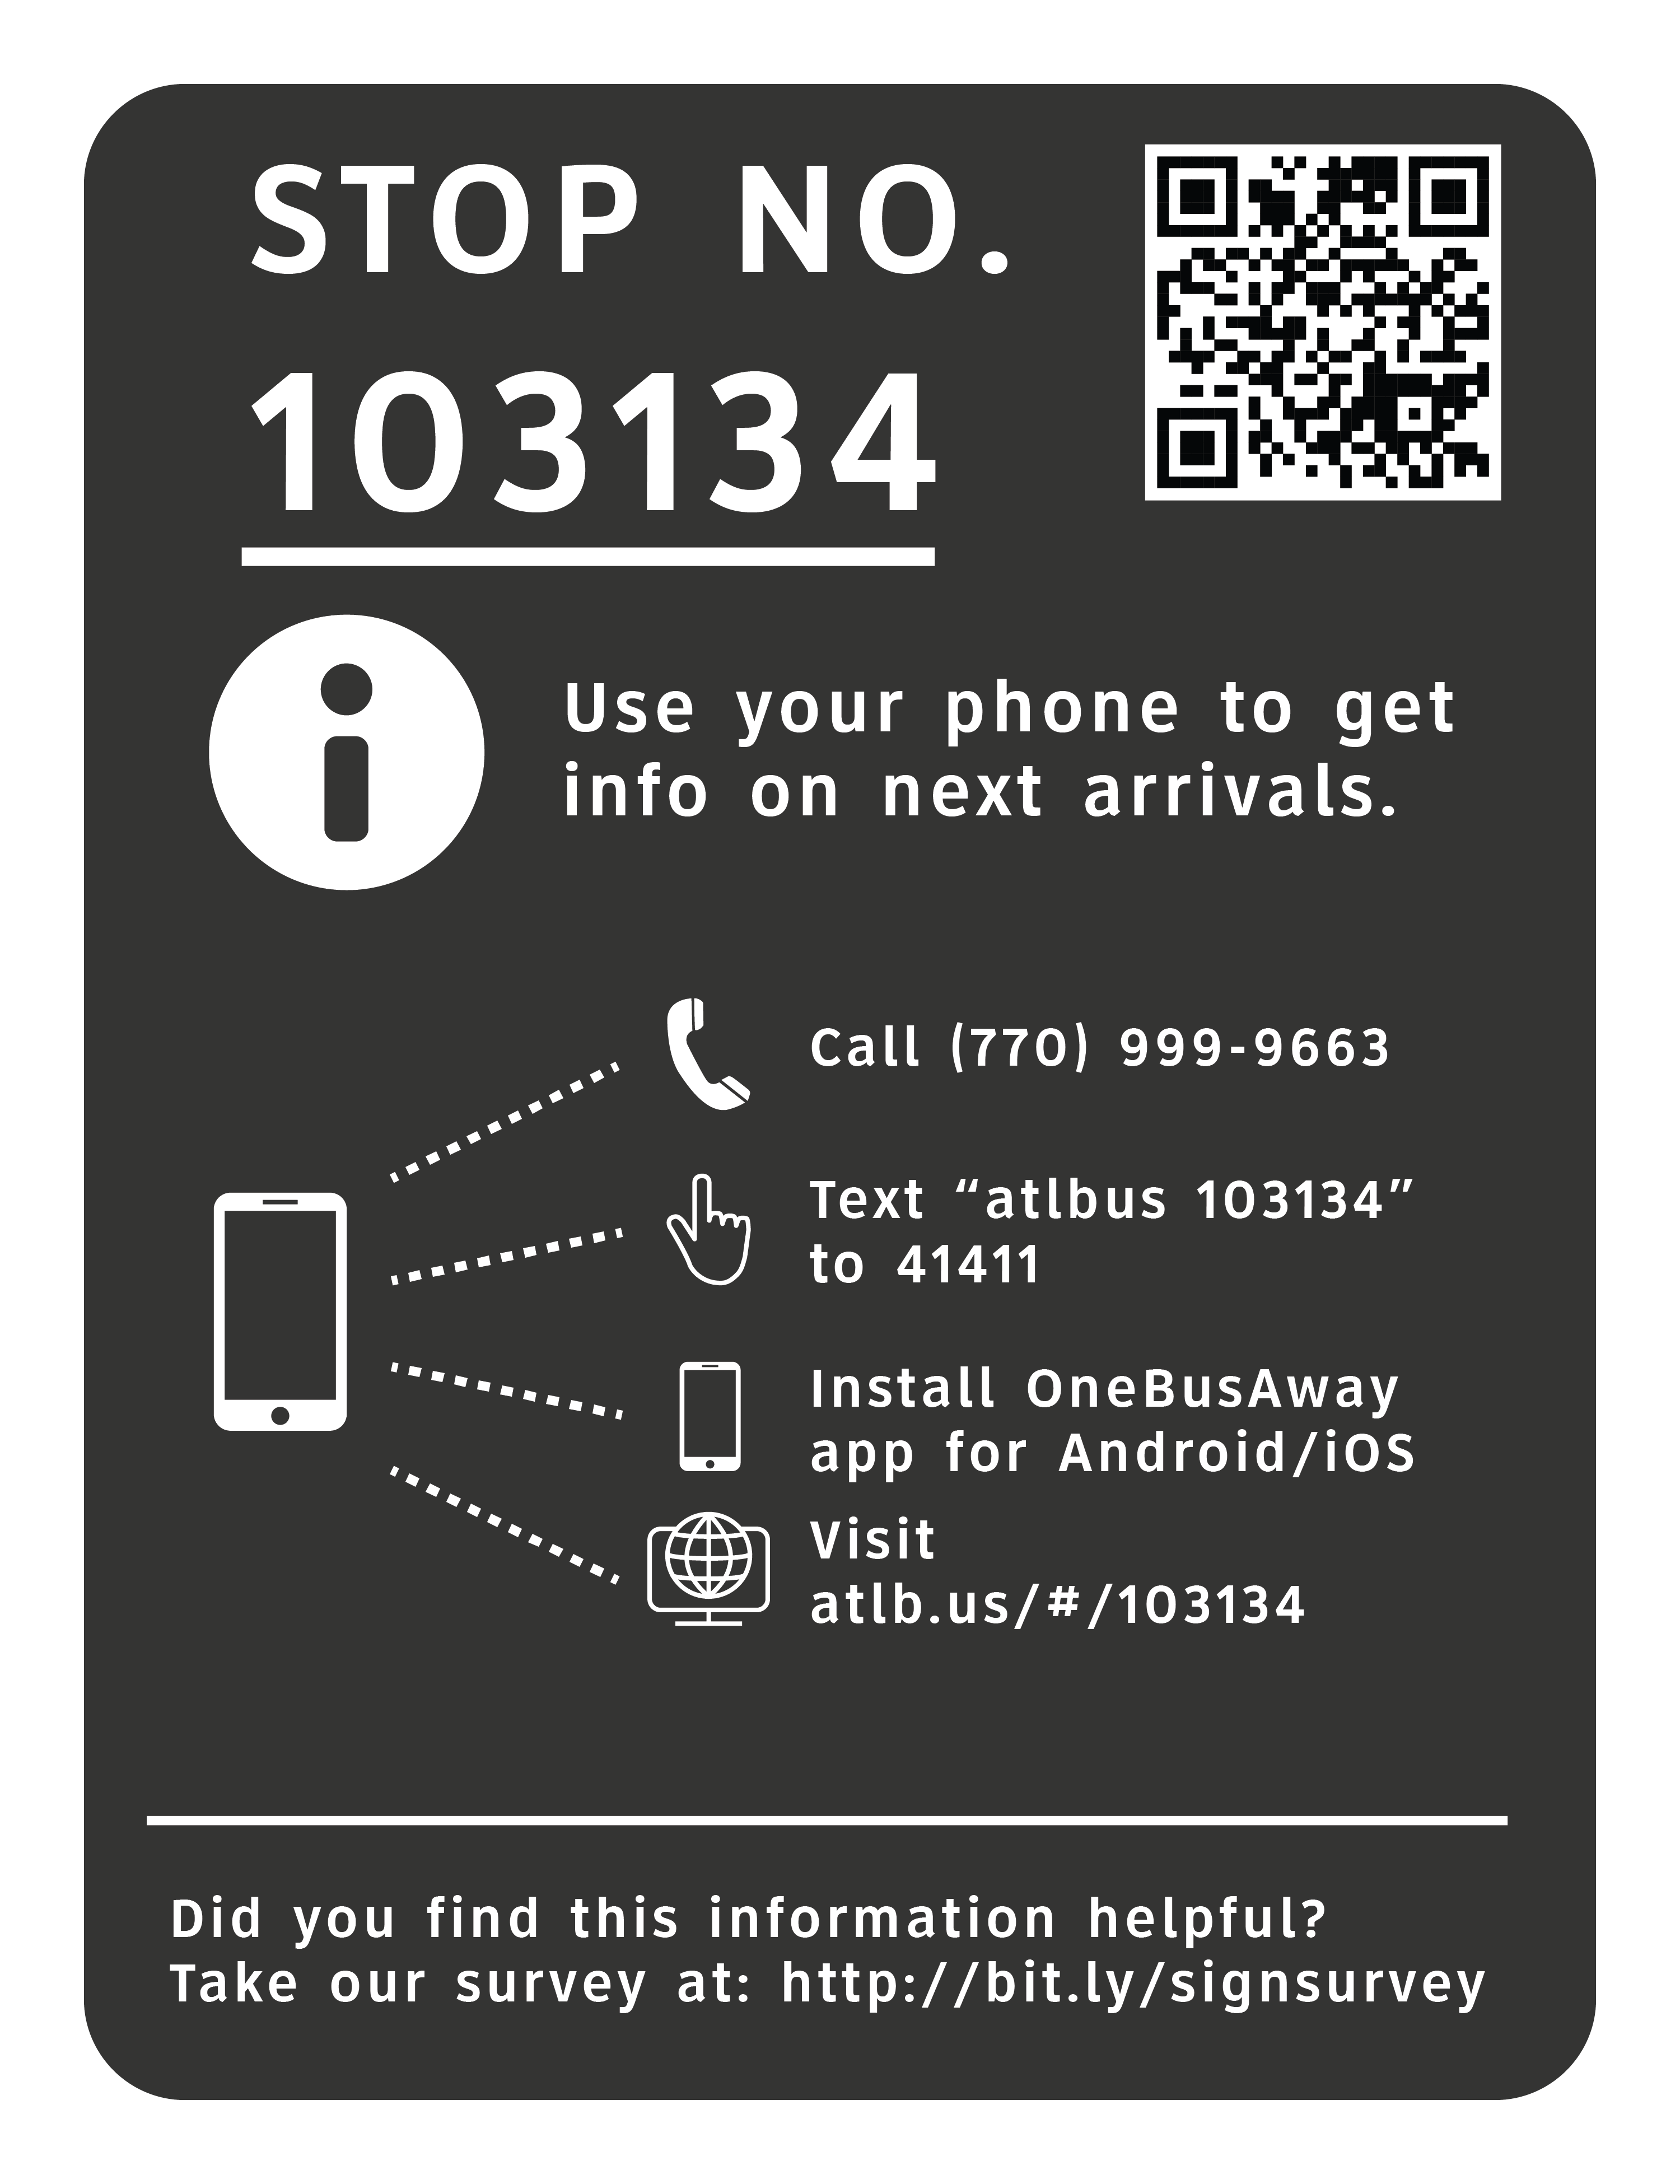 STOP NO.
103134
Use your phone to get
info on next arrivals.
Call (770) 999-9663
Text “atlbus 103134”
to 41411
Install OneBusAway
app for Android/iOS
Visit
atlb.us/#/103134
Did you find this information helpful?
Take our survey at: http://bit.ly/signsurvey